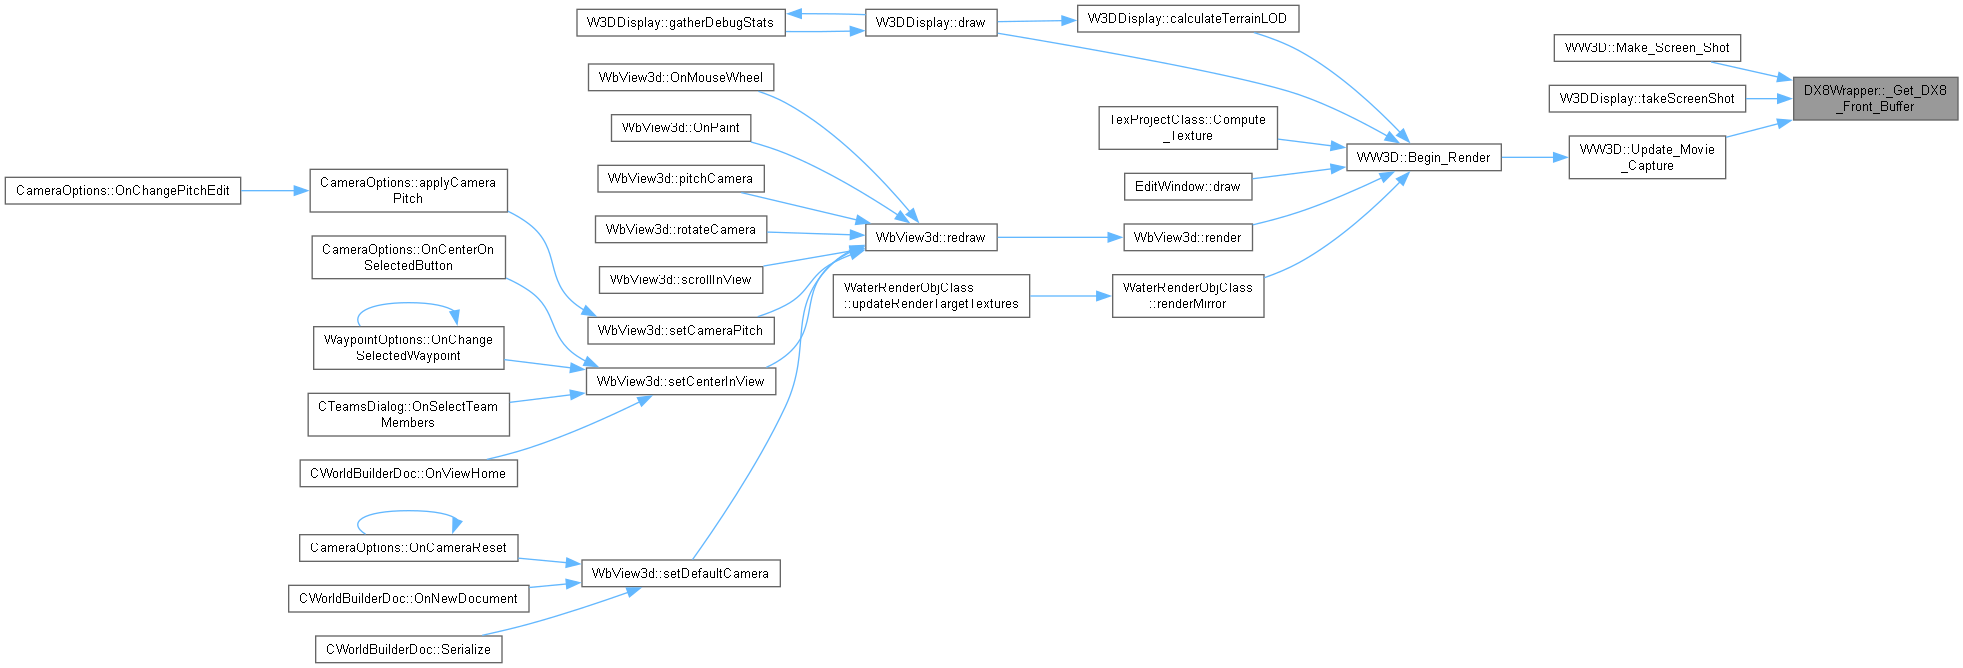 W3DDisplay::gatherDebugStats
W3DDisplay::draw
W3DDisplay::calculateTerrainLOD
WW3D::Make_Screen_Shot
WbView3d::OnMouseWheel
DX8Wrapper::_Get_DX8
_Front_Buffer
W3DDisplay::takeScreenShot
WbView3d::OnPaint
TexProjectClass::Compute
_Texture
WW3D::Update_Movie
_Capture
WW3D::Begin_Render
CameraOptions::OnChangePitchEdit
CameraOptions::applyCamera
Pitch
WbView3d::pitchCamera
EditWindow::draw
WbView3d::rotateCamera
WbView3d::redraw
WbView3d::render
CameraOptions::OnCenterOn
SelectedButton
WbView3d::scrollInView
WaterRenderObjClass
::updateRenderTargetTextures
WaterRenderObjClass
::renderMirror
WbView3d::setCameraPitch
WaypointOptions::OnChange
SelectedWaypoint
WbView3d::setCenterInView
CTeamsDialog::OnSelectTeam
Members
CWorldBuilderDoc::OnViewHome
CameraOptions::OnCameraReset
WbView3d::setDefaultCamera
CWorldBuilderDoc::OnNewDocument
CWorldBuilderDoc::Serialize